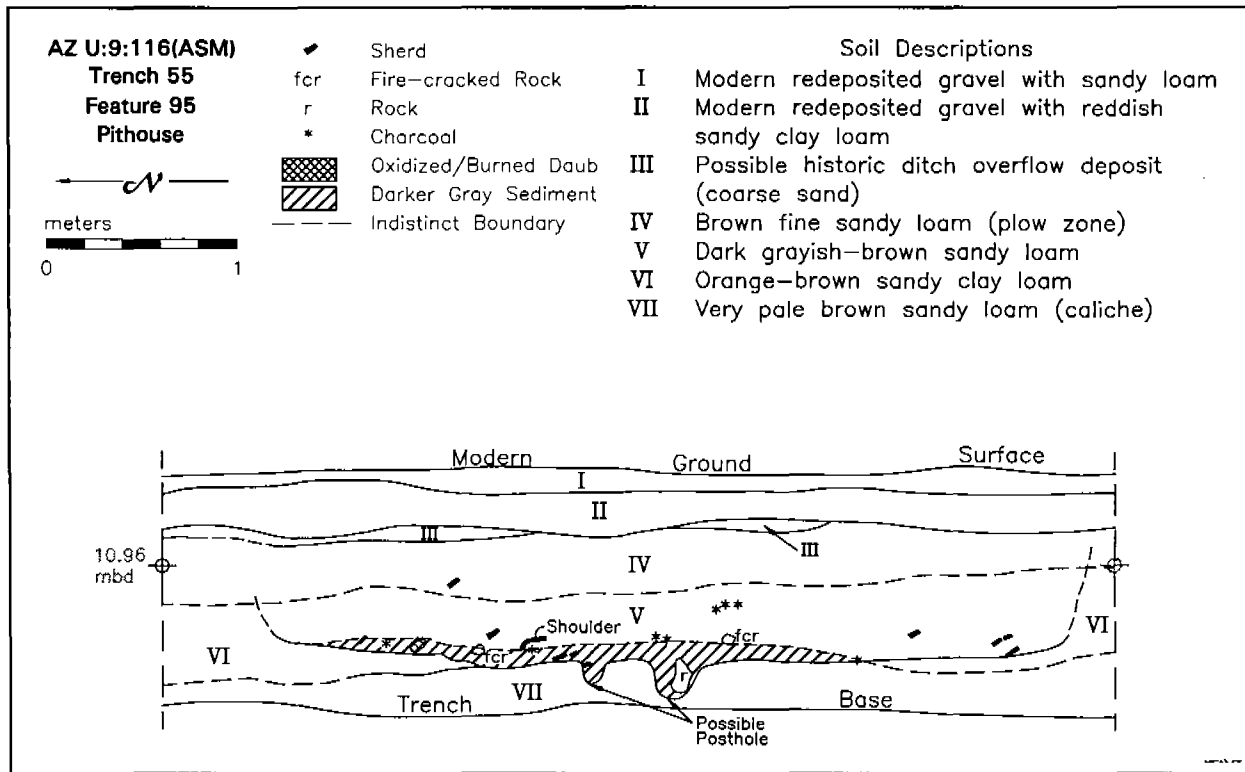 AZ U:9:116(ASM)
Trench 55
Feature 95
Pithouse
N
meters
0 1
Sherd
fcr Fire-cracked Rock
r Rock
* Charcoal
Oxidized/Burned Daub
Darker Gray Sediment
Indistinct Boundary
Soil Descriptions
I Modern redeposited gravel with sandy loam
II Modern redeposited gravel with reddish
sandy clay loam
III Possible historic ditch overflow deposit
(coarse sand)
IV Brown fine sandy loam (plow zone)
V Dark grayish-brown sandy loam
VI Orange-brown sandy clay loam
VII Very pale brown sandy loam (caliche)
Modern Ground Surface
I
II
III
III
10.96
mbd
IV
V
Shoulder
fcr
fcr
VI
VI
r
VII
Trench Base
Possible
Posthole